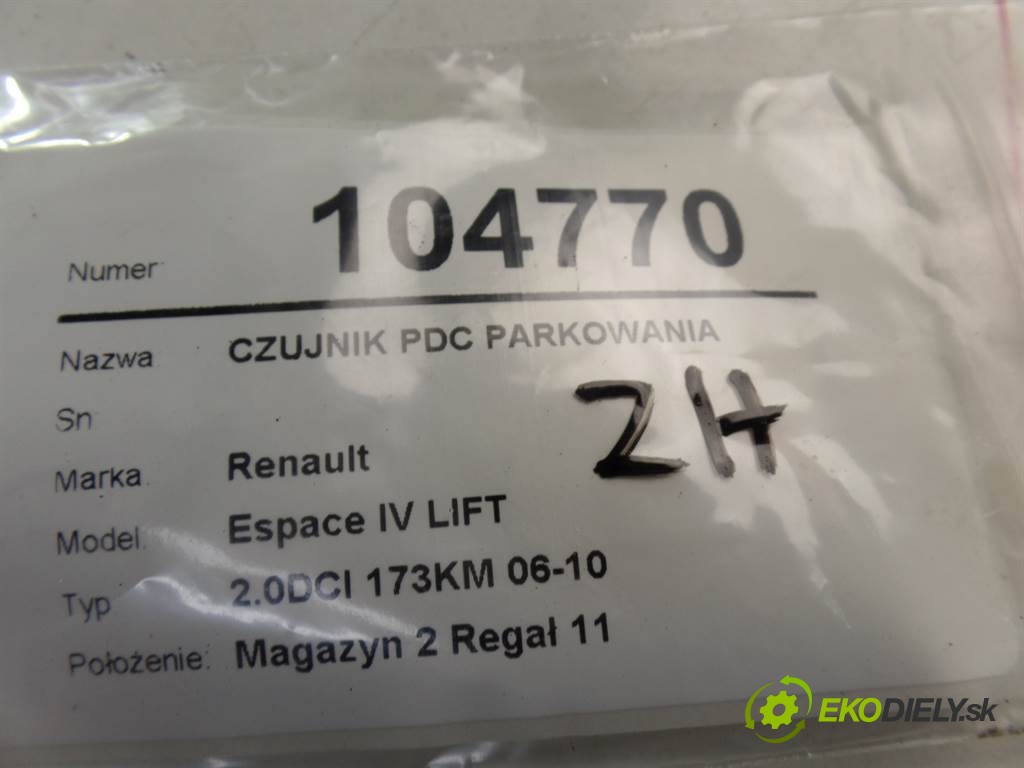 Numer 104770
Nazwa CZUJNIK PDC PARKOWANIA
Sn
ZH
Marka Renault
Model: Espace IV LIFT
Typ 2.0DCI 173KM 06-10
Położenie: Magazyn 2 Regał 11
EKODIELY.sk